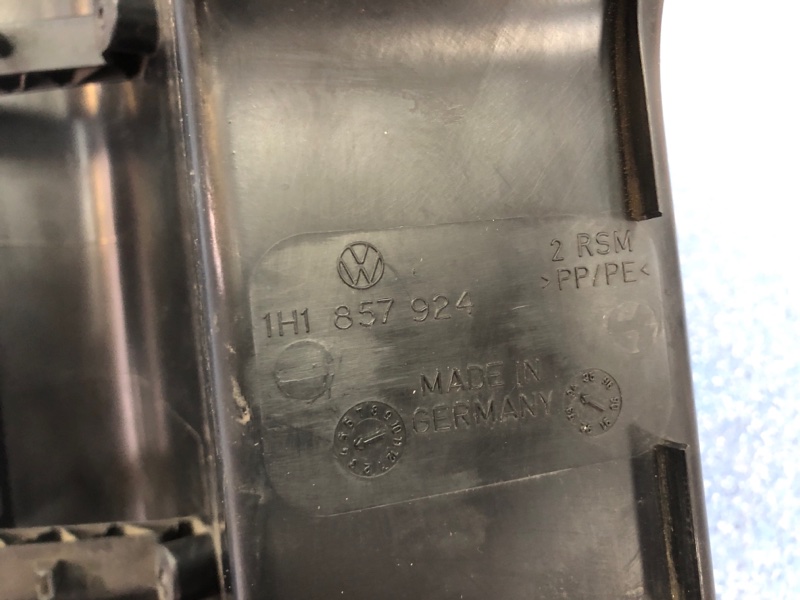 2 RSM
>PP/PE<
1H1 857 924
MADE IN
GERMANY